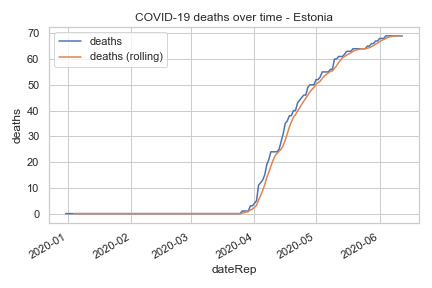 COVID-19 deaths over time - Estonia
deaths
deaths (rolling)
70
60
50
40
30
20
10
0
deaths
2020-01
2020-02
2020-03
2020-04
2020-05
2020-06
dateRep